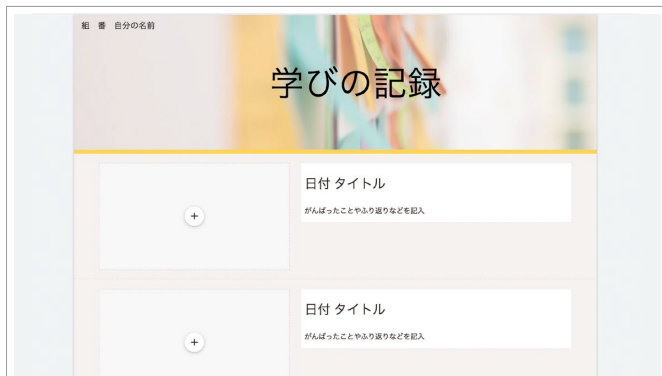 組 番 自分の名前
学びの記録
日付 タイトル
がんばったことやふり返りなどを記入
日付 タイトル
がんばったことやふり返りなどを記入